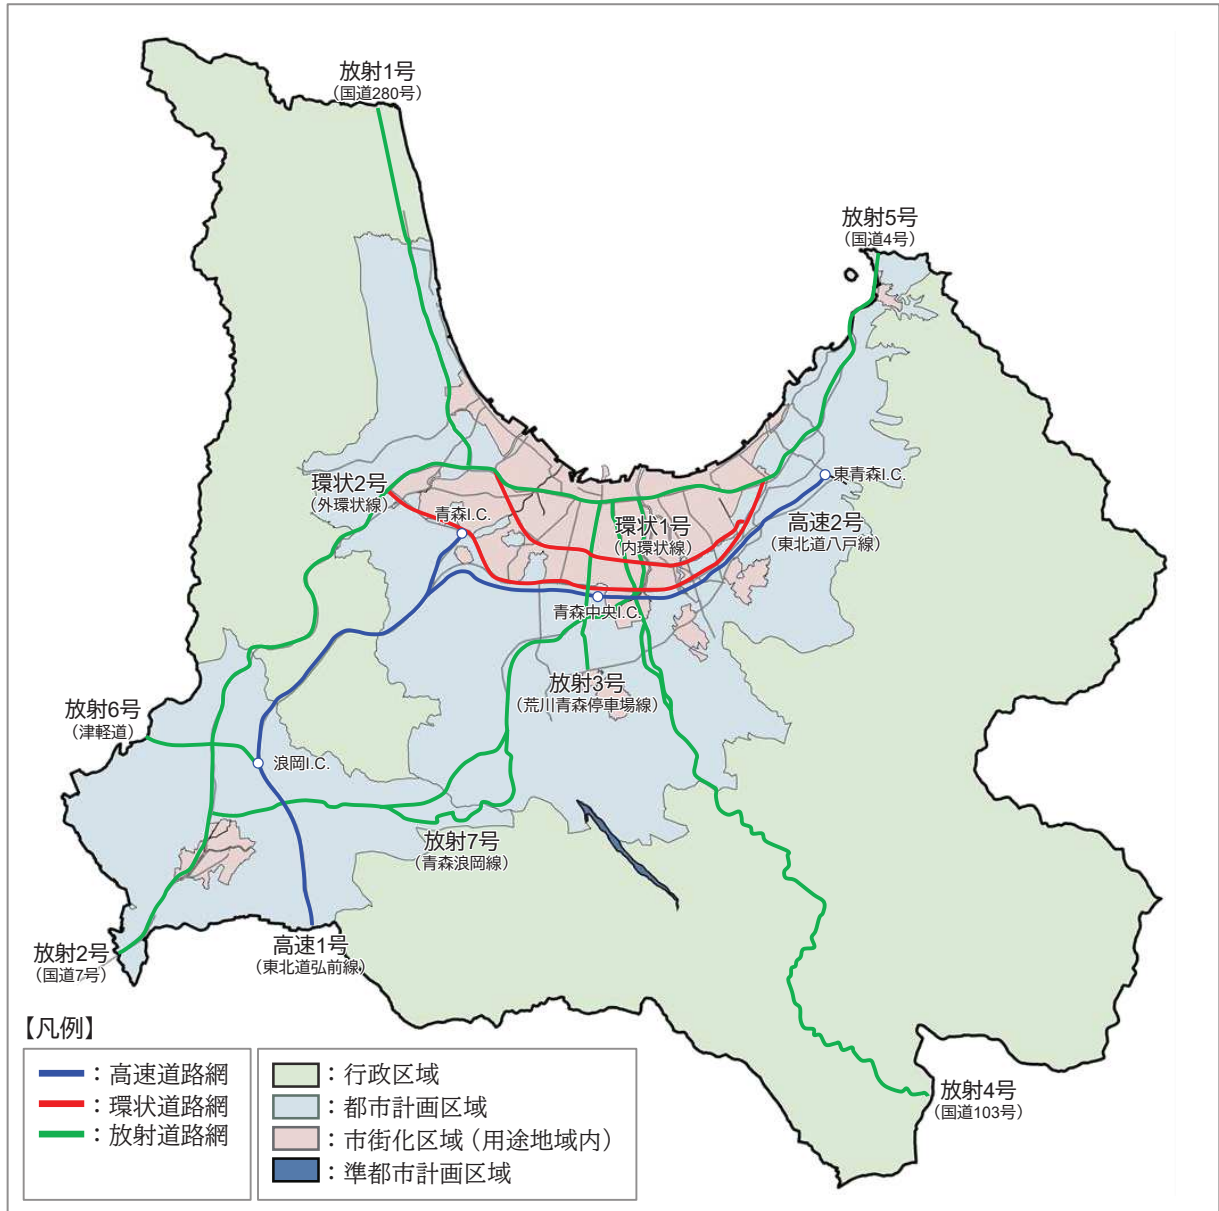 放射1号
（国道280号）
放射5号
（国道4号）
東青森I.C.
環状2号
（外環状線）
青森I.C.
環状1号
（内環状線）
高速2号
（東北道八戸線）
青森中央I.C.
放射3号
（荒川青森停車場線）
放射6号
（津軽道）
浪岡I.C.
放射7号
（青森浪岡線）
放射2号
（国道7号）
高速1号
（東北道弘前線）
放射4号
（国道103号）
【凡例】
：高速道路網
：環状道路網
：放射道路網
：行政区域
：都市計画区域
：市街化区域（用途地域内）
：準都市計画区域